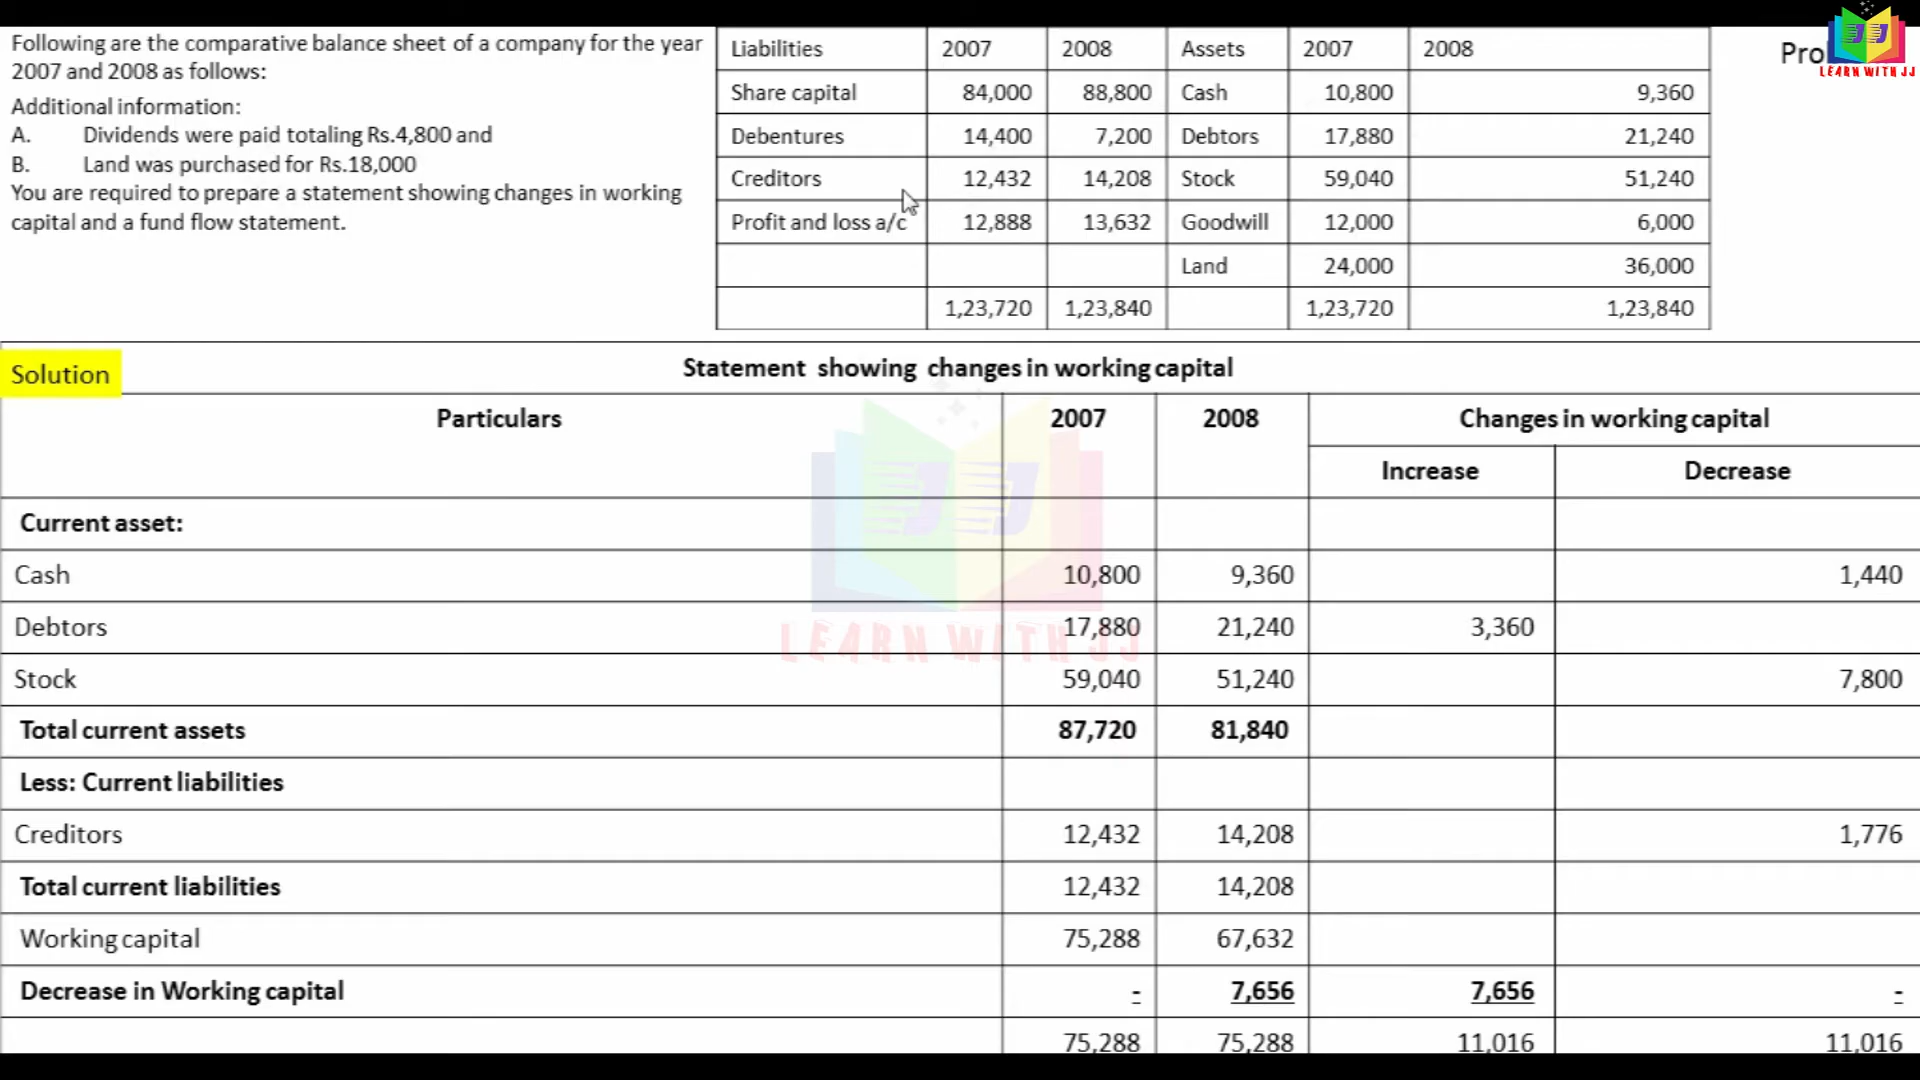 Following are the comparative balance sheet of a company for the year
2007 and 2008 as follows:
Additional information:
A. Dividends were paid totaling Rs.4,800 and
B. Land was purchased for Rs.18,000
You are required to prepare a statement showing changes in working
capital and a fund flow statement.
Liabilities 2007 2008 Assets 2007 2008
Share capital 84,000 88,800 Cash 10,800 9,360
Debentures 14,400 7,200 Debtors 17,880 21,240
Creditors 12,432 14,208 Stock 59,040 51,240
Profit and loss a/c 12,888 13,632 Goodwill 12,000 6,000
Land 24,000 36,000
1,23,720 1,23,840 1,23,720 1,23,840
Pro
JJ
LEARN WITH JJ
Solution
Statement showing changes in working capital
Particulars 2007 2008 Changes in working capital
Increase Decrease
Current asset:
Cash 10,800 9,360 1,440
Debtors 17,880 21,240 3,360
Stock 59,040 51,240 7,800
Total current assets 87,720 81,840
Less: Current liabilities
Creditors 12,432 14,208 1,776
Total current liabilities 12,432 14,208
Working capital 75,288 67,632
Decrease in Working capital - 7,656 7,656 -
75,288 75,288 11,016 11,016
JJ
LEARN WITH JJ